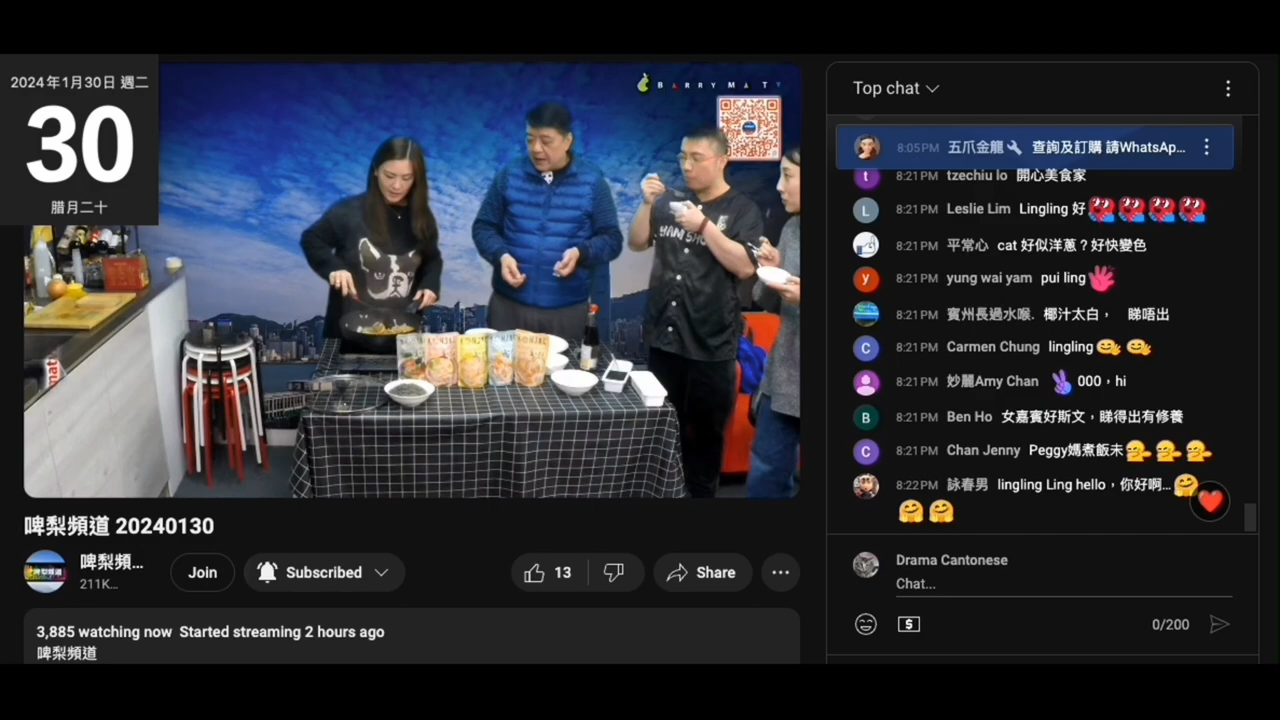 2024年1月30日 週二
30
腊月二十
BARRY MA TV
YAM SHU
啤梨頻道 20240130
啤梨頻...
211K...
Join
Subscribed
13
Share
3,885 watching now Started streaming 2 hours ago
啤梨頻道
Top chat
8:05 PM 五爪金龍 查詢及訂購 請WhatsAp...
8:21 PM tzechiu lo 開心美食家
8:21 PM Leslie Lim Lingling 好
8:21 PM 平常心 cat 好似洋蔥？好快變色
8:21 PM yung wai yam pui ling
8:21 PM 賓州長過水喉. 椰汁太白， 睇唔出
8:21 PM Carmen Chung lingling
8:21 PM 妙麗Amy Chan 000，hi
8:21 PM Ben Ho 女嘉賓好斯文，睇得出有修養
8:21 PM Chan Jenny Peggy媽煮飯未
8:22 PM 詠春男 lingling Ling hello，你好啊...
Drama Cantonese
Chat...
0/200